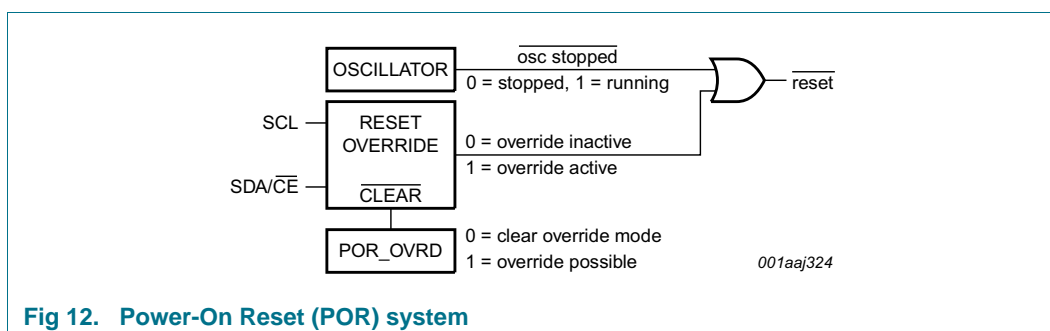 osc stopped
OSCILLATOR
0 = stopped, 1 = running
reset
SCL
RESET
OVERRIDE
0 = override inactive
1 = override active
SDA/CE
CLEAR
POR_OVRD
0 = clear override mode
1 = override possible
001aaj324
Fig 12. Power-On Reset (POR) system